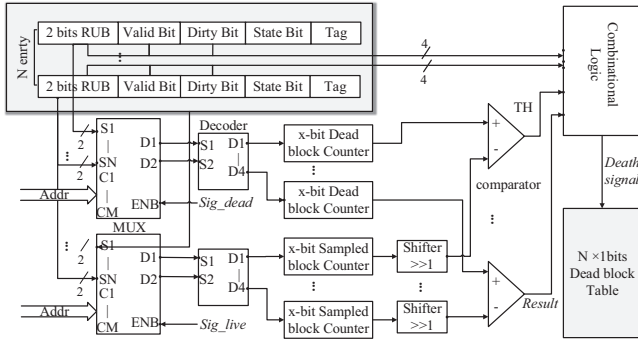 2 bits RUB Valid Bit Dirty Bit State Bit Tag
N enrty
...
2 bits RUB Valid Bit Dirty Bit State Bit Tag
4
4
Combinational Logic
TH
Decoder
S1
|
SN
C1
|
CM
D1
D2
ENB
2
...
2
Addr
MUX
S1
S2
D1
|
D4
Sig_dead
x-bit Dead
block Counter
...
x-bit Dead
block Counter
+
-
comparator
...
Death
signal
S1
|
SN
C1
|
CM
D1
D2
ENB
...
2
2
Addr
S1
S2
D1
|
D4
Sig_live
x-bit Sampled
block Counter
...
x-bit Sampled
block Counter
Shifter
>>1
...
Shifter
>>1
+
-
Result
N ×1bits
Dead block
Table